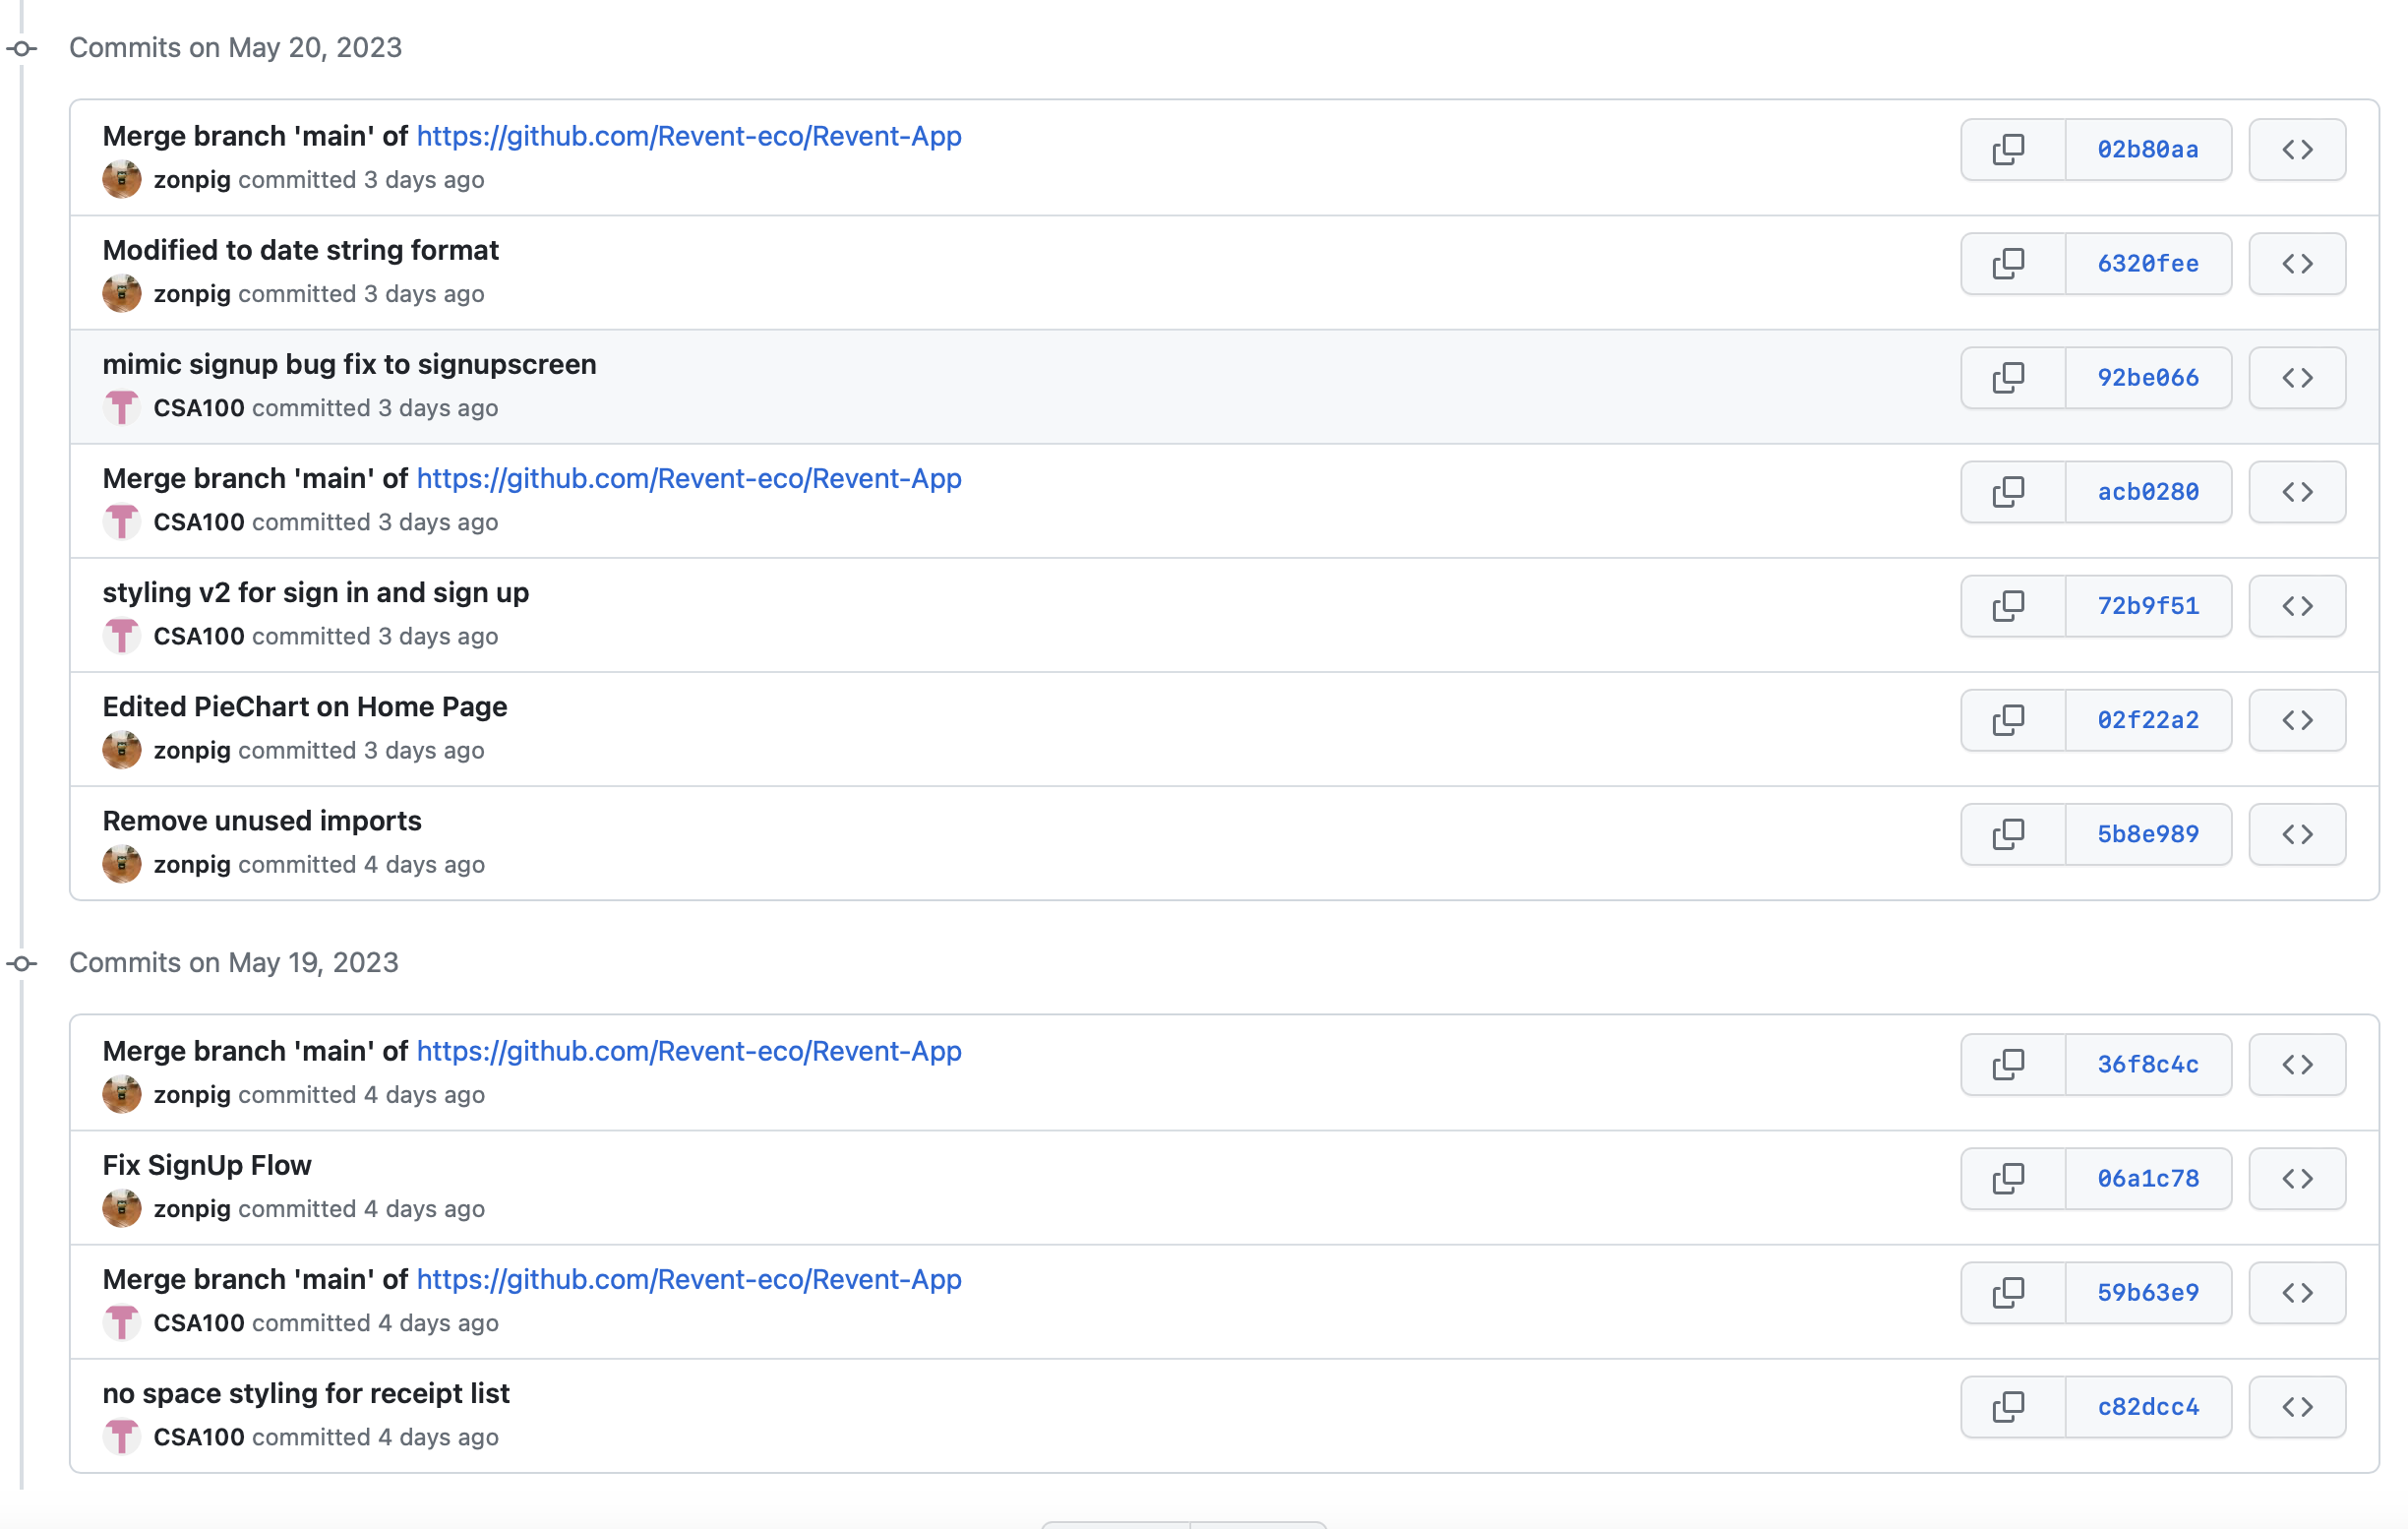 Commits on May 20, 2023
Merge branch 'main' of https://github.com/Revent-eco/Revent-App
02b80aa
zonpig committed 3 days ago
Modified to date string format
6320fee
zonpig committed 3 days ago
mimic signup bug fix to signupscreen
92be066
CSA100 committed 3 days ago
Merge branch 'main' of https://github.com/Revent-eco/Revent-App
acb0280
CSA100 committed 3 days ago
styling v2 for sign in and sign up
72b9f51
CSA100 committed 3 days ago
Edited PieChart on Home Page
02f22a2
zonpig committed 3 days ago
Remove unused imports
5b8e989
zonpig committed 4 days ago
Commits on May 19, 2023
Merge branch 'main' of https://github.com/Revent-eco/Revent-App
36f8c4c
zonpig committed 4 days ago
Fix SignUp Flow
06a1c78
zonpig committed 4 days ago
Merge branch 'main' of https://github.com/Revent-eco/Revent-App
59b63e9
CSA100 committed 4 days ago
no space styling for receipt list
c82dcc4
CSA100 committed 4 days ago